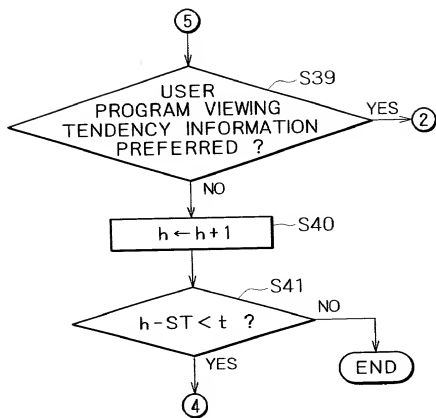 5
S39
USER
PROGRAM VIEWING
TENDENCY INFORMATION
PREFERRED ?
YES
2
NO
h←h+1
S40
S41
h-ST<t ?
NO
YES
END
4